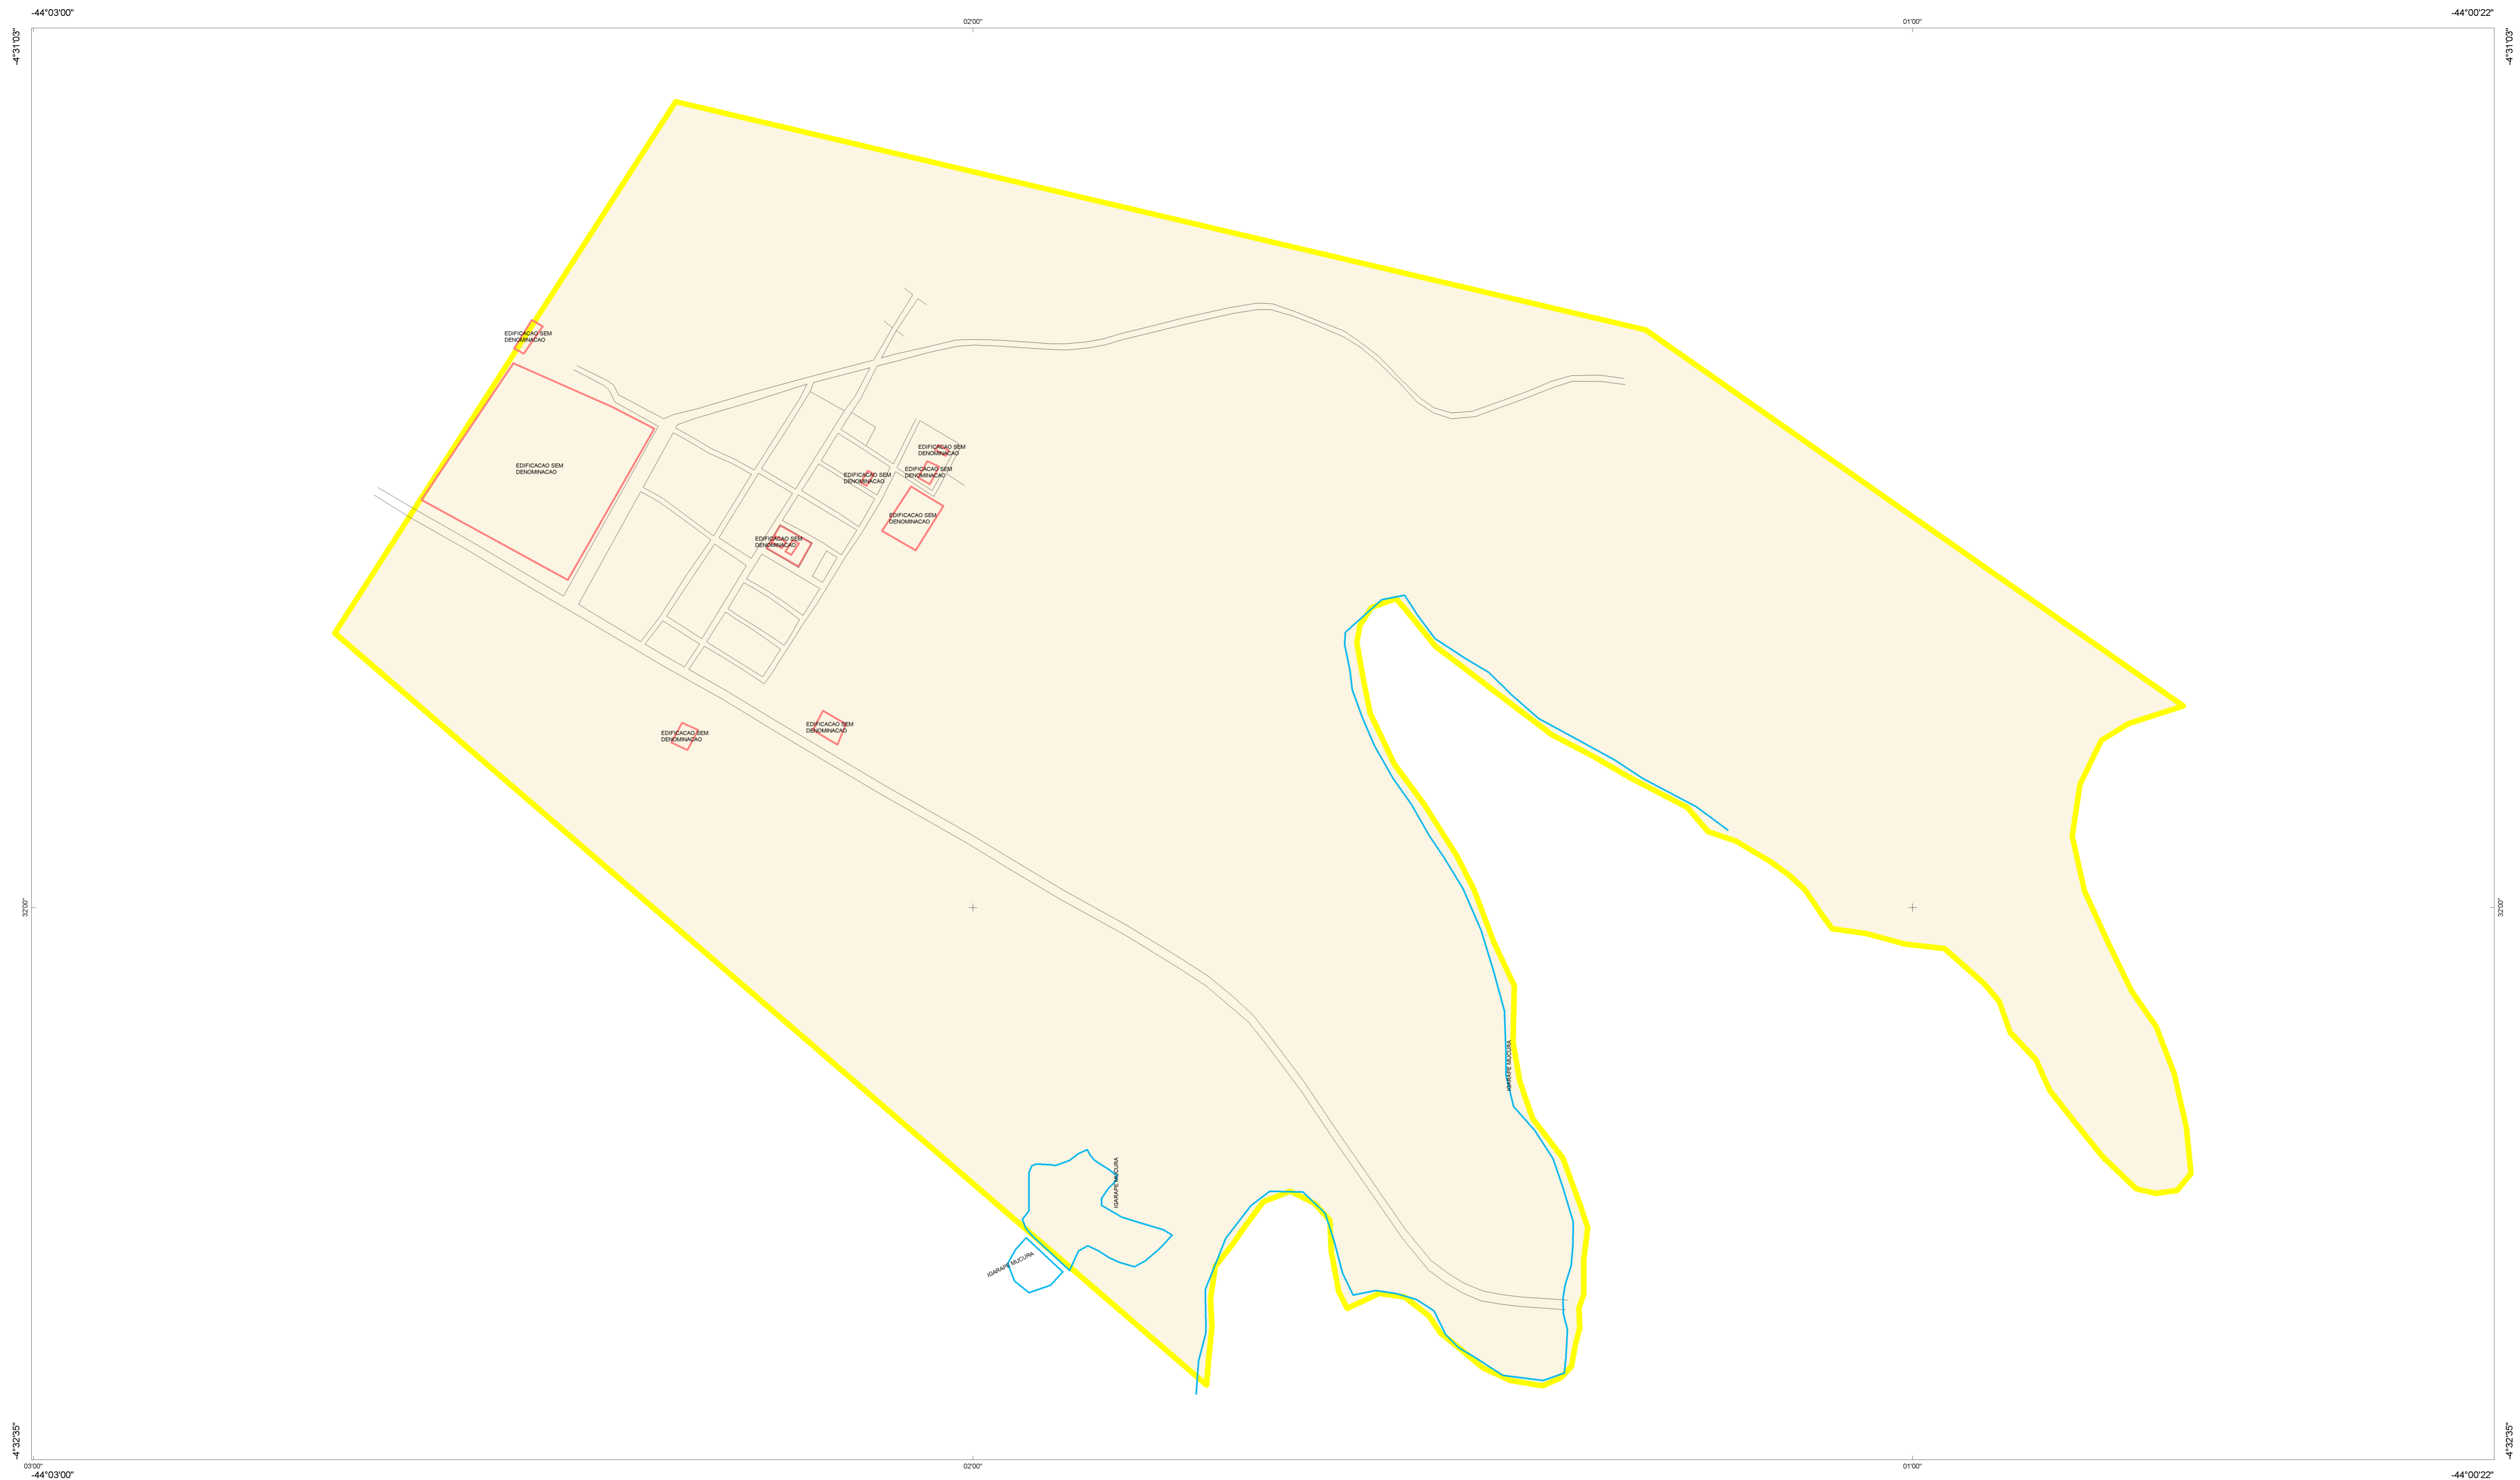 -44°03'00"
-44°00'22"
02'00"
01'00"
-4°31'03"
-4°31'03"
EDIFICACAO SEM
DENOMINACAO
EDIFICACAO SEM
DENOMINACAO
EDIFICACAO SEM
DENOMINACAO
EDIFICACAO SEM
DENOMINACAO
EDIFICACAO SEM
DENOMINACAO
EDIFICACAO SEM
DENOMINACAO
EDIFICACAO SEM
DENOMINACAO
EDIFICACAO SEM
DENOMINACAO
EDIFICACAO SEM
DENOMINACAO
32'00"
32'00"
IGARAPE MUCURA
IGARAPE MUCURA
IGARAPE MUCURA
-4°32'35"
-4°32'35"
03'00"
02'00"
01'00"
-44°03'00"
-44°00'22"